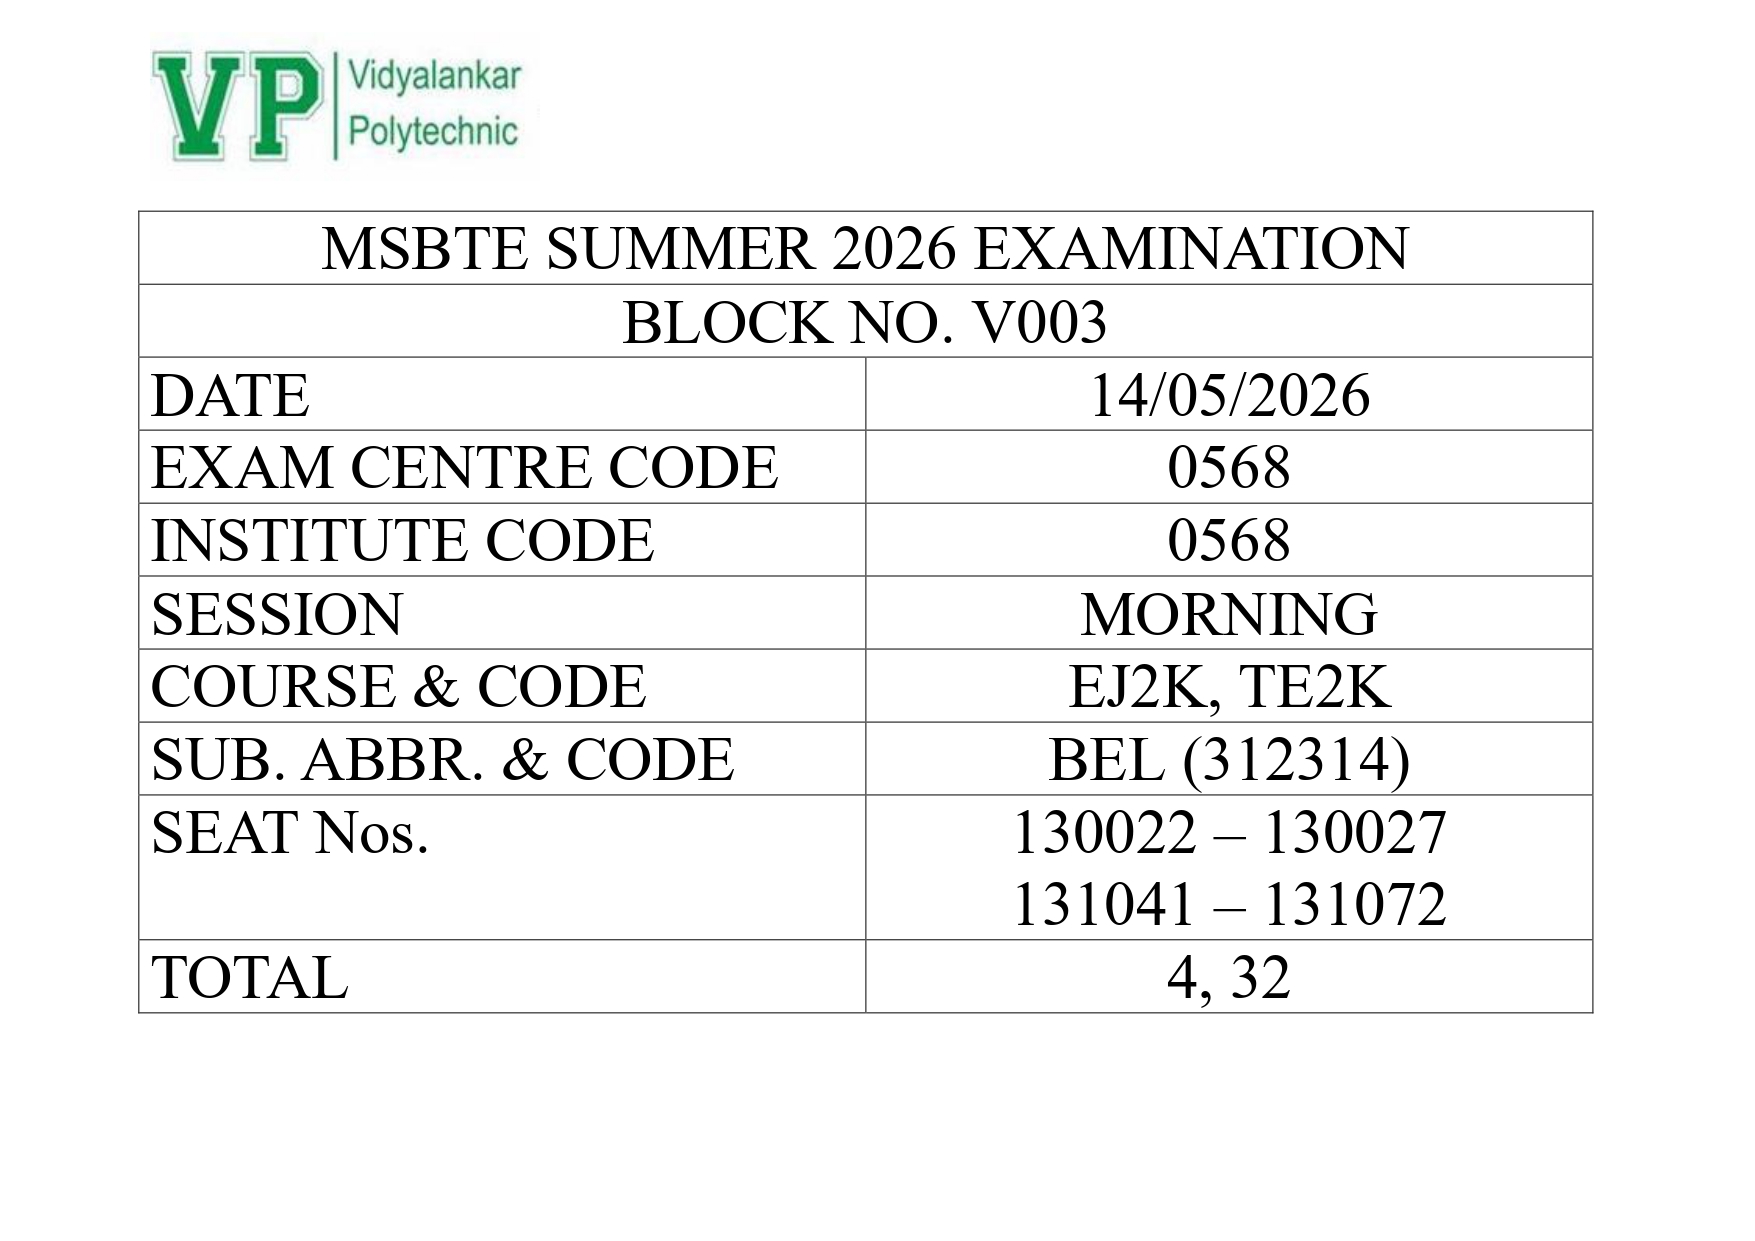 VP
Vidyalankar
Polytechnic
MSBTE SUMMER 2026 EXAMINATION
BLOCK NO. V003
DATE 14/05/2026
EXAM CENTRE CODE 0568
INSTITUTE CODE 0568
SESSION MORNING
COURSE & CODE EJ2K, TE2K
SUB. ABBR. & CODE BEL (312314)
SEAT Nos. 130022 – 130027
131041 – 131072
TOTAL 4, 32